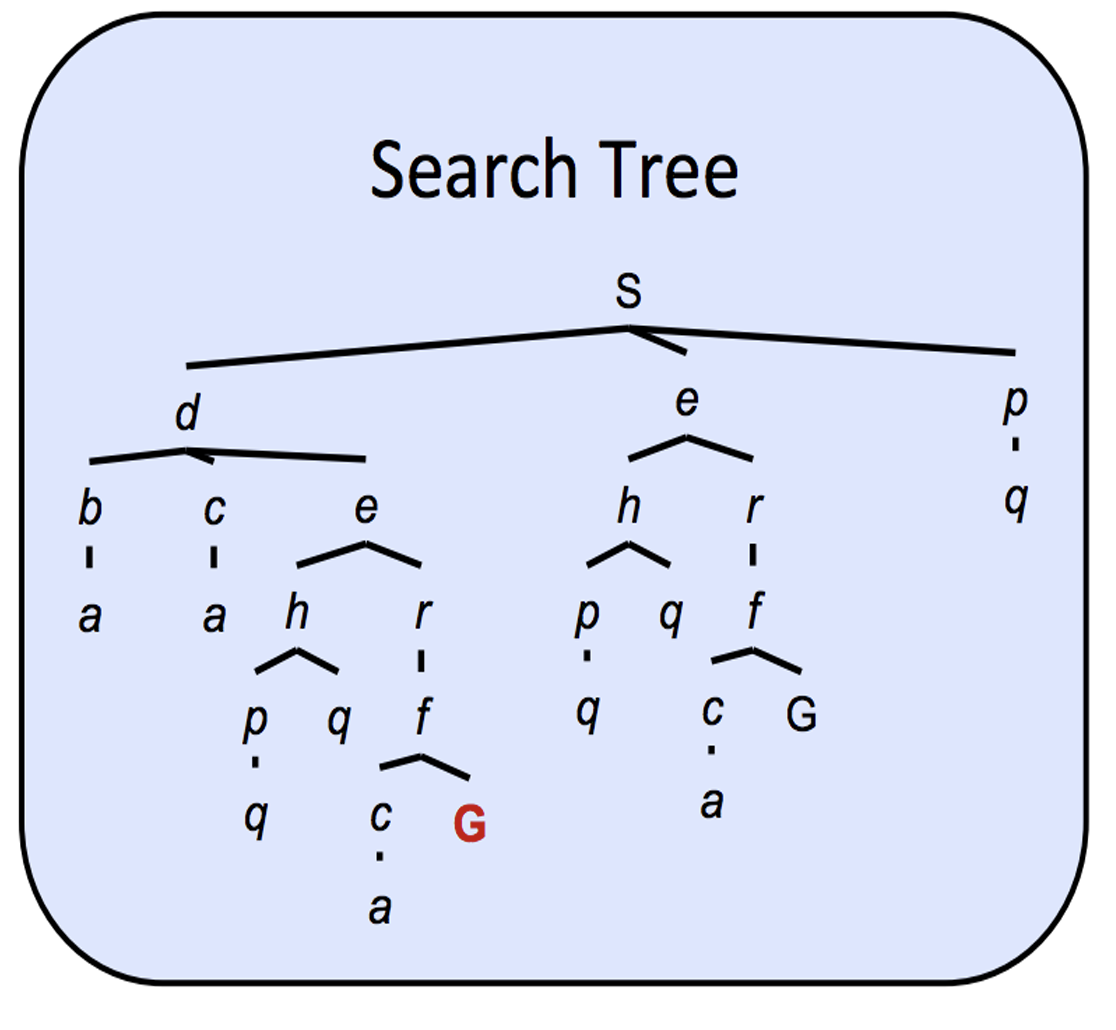 Search Tree
S
d e p
b c e h r q
a a h r p q f
p q f q c G
q c G a
a